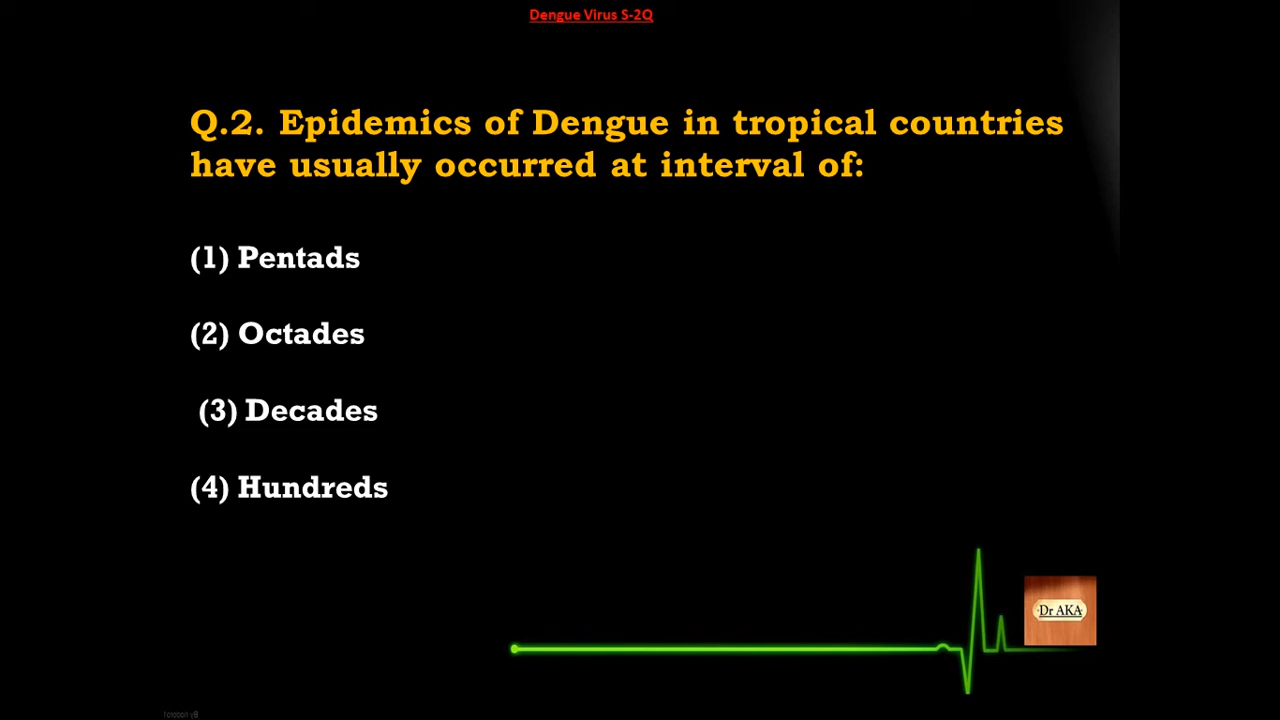 Dengue Virus S-2Q
Q.2. Epidemics of Dengue in tropical countries
have usually occurred at interval of:
(1) Pentads
(2) Octades
(3) Decades
(4) Hundreds
Dr AKA